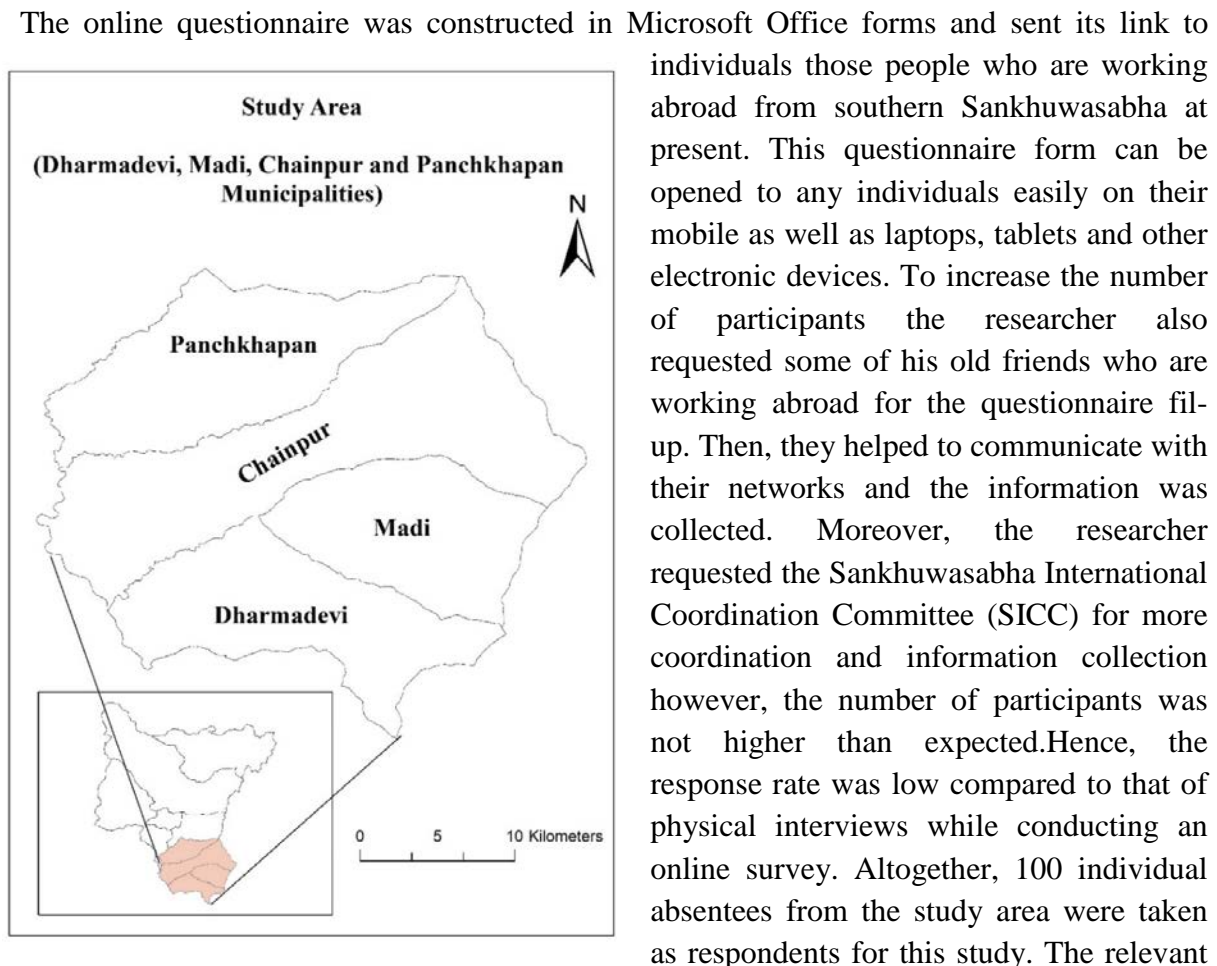 The online questionnaire was constructed in Microsoft Office forms and sent its link to
individuals those people who are working
abroad from southern Sankhuwasabha at
present. This questionnaire form can be
opened to any individuals easily on their
mobile as well as laptops, tablets and other
electronic devices. To increase the number
of participants the researcher also
requested some of his old friends who are
working abroad for the questionnaire fil-
up. Then, they helped to communicate with
their networks and the information was
collected. Moreover, the researcher
requested the Sankhuwasabha International
Coordination Committee (SICC) for more
coordination and information collection
however, the number of participants was
not higher than expected.Hence, the
response rate was low compared to that of
physical interviews while conducting an
online survey. Altogether, 100 individual
absentees from the study area were taken
as respondents for this study. The relevant
Study Area
(Dharmadevi, Madi, Chainpur and Panchkhapan
Municipalities)
N
Panchkhapan
Chainpur
Madi
Dharmadevi
0 5 10 Kilometers